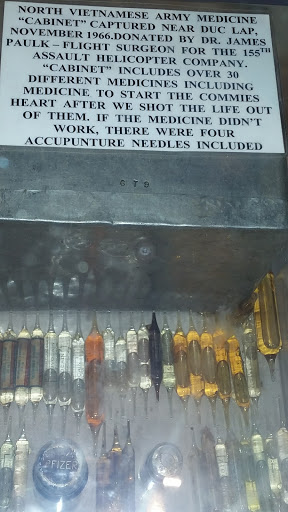 NORTH VIETNAMESE ARMY MEDICINE
"CABINET" CAPTURED NEAR DUC LAP,
NOVEMBER 1966.DONATED BY DR. JAMES
PAULK – FLIGHT SURGEON FOR THE 155TH
ASSAULT HELICOPTER COMPANY.
"CABINET" INCLUDES OVER 30
DIFFERENT MEDICINES INCLUDING
MEDICINE TO START THE COMMIES
HEART AFTER WE SHOT THE LIFE OUT
OF THEM. IF THE MEDICINE DIDN'T
WORK, THERE WERE FOUR
ACCUPUNTURE NEEDLES INCLUDED
679
PFIZER